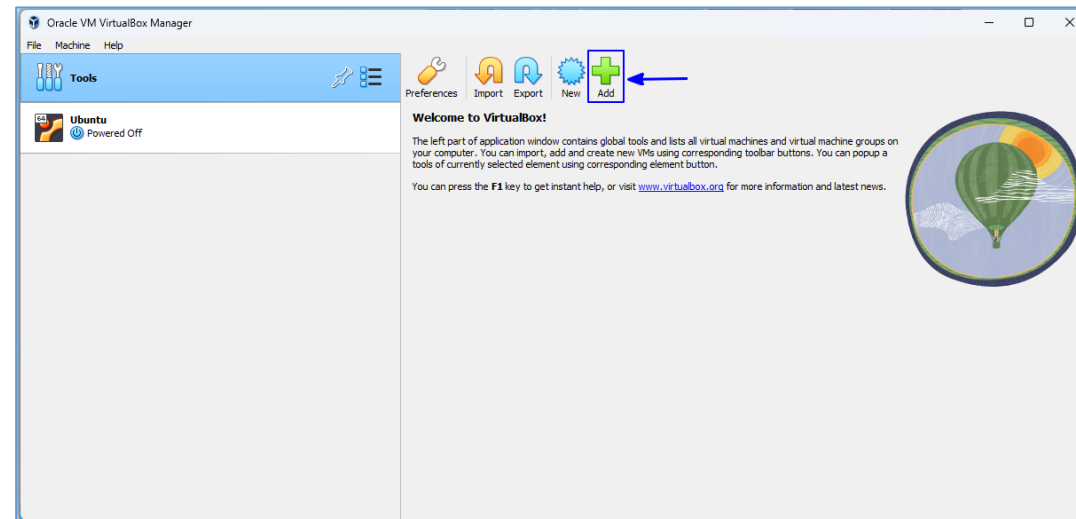 Oracle VM VirtualBox Manager
File Machine Help
Tools
Preferences Import Export New Add
64 Ubuntu
Powered Off
Welcome to VirtualBox!
The left part of application window contains global tools and lists all virtual machines and virtual machine groups on
your computer. You can import, add and create new VMs using corresponding toolbar buttons. You can popup a
tools of currently selected element using corresponding element button.
You can press the F1 key to get instant help, or visit www.virtualbox.org for more information and latest news.